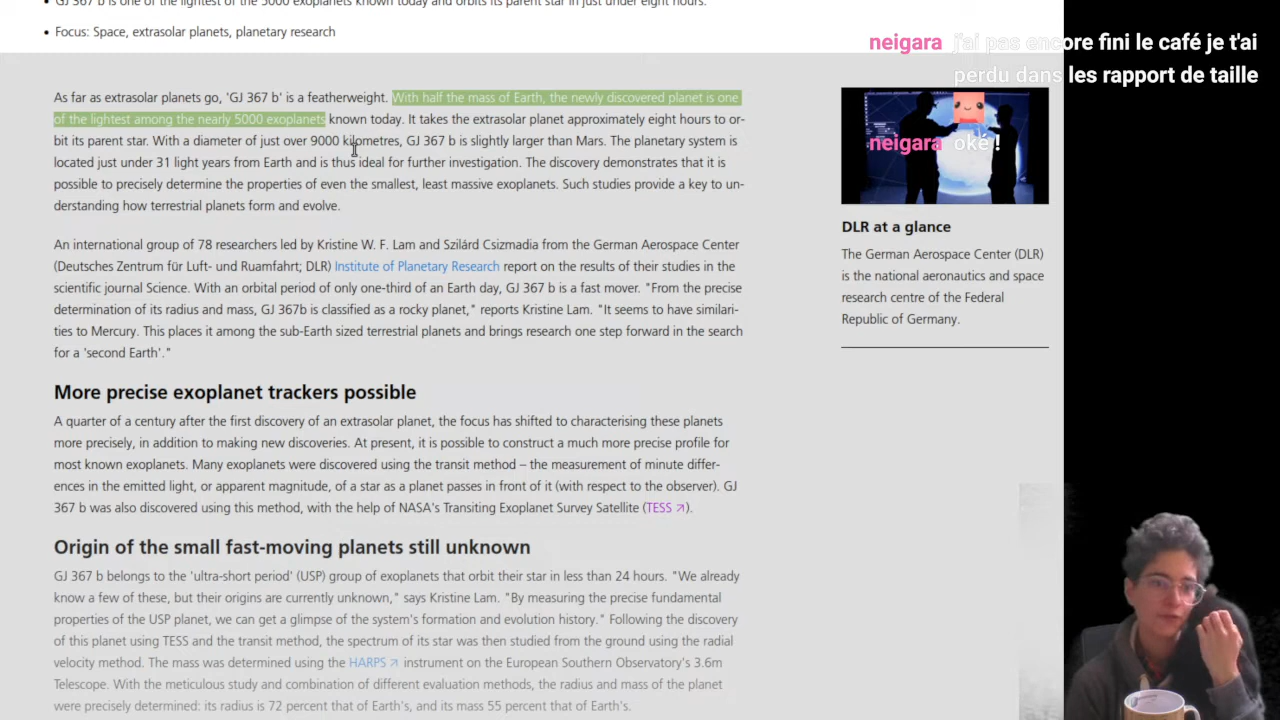 GJ 367 b is one of the lightest of the 5000 exoplanets known today and orbits its parent star in just under eight hours.
Focus: Space, extrasolar planets, planetary research
As far as extrasolar planets go, 'GJ 367 b' is a featherweight. With half the mass of Earth, the newly discovered planet is one
of the lightest among the nearly 5000 exoplanets known today. It takes the extrasolar planet approximately eight hours to or-
bit its parent star. With a diameter of just over 9000 kilometres, GJ 367 b is slightly larger than Mars. The planetary system is
located just under 31 light years from Earth and is thus ideal for further investigation. The discovery demonstrates that it is
possible to precisely determine the properties of even the smallest, least massive exoplanets. Such studies provide a key to un-
derstanding how terrestrial planets form and evolve.
An international group of 78 researchers led by Kristine W. F. Lam and Szilárd Csizmadia from the German Aerospace Center
(Deutsches Zentrum für Luft- und Ruamfahrt; DLR) Institute of Planetary Research report on the results of their studies in the
scientific journal Science. With an orbital period of only one-third of an Earth day, GJ 367 b is a fast mover. "From the precise
determination of its radius and mass, GJ 367b is classified as a rocky planet," reports Kristine Lam. "It seems to have similari-
ties to Mercury. This places it among the sub-Earth sized terrestrial planets and brings research one step forward in the search
for a 'second Earth'."
More precise exoplanet trackers possible
A quarter of a century after the first discovery of an extrasolar planet, the focus has shifted to characterising these planets
more precisely, in addition to making new discoveries. At present, it is possible to construct a much more precise profile for
most known exoplanets. Many exoplanets were discovered using the transit method – the measurement of minute differ-
ences in the emitted light, or apparent magnitude, of a star as a planet passes in front of it (with respect to the observer). GJ
367 b was also discovered using this method, with the help of NASA's Transiting Exoplanet Survey Satellite (TESS ↗).
Origin of the small fast-moving planets still unknown
GJ 367 b belongs to the 'ultra-short period' (USP) group of exoplanets that orbit their star in less than 24 hours. "We already
know a few of these, but their origins are currently unknown," says Kristine Lam. "By measuring the precise fundamental
properties of the USP planet, we can get a glimpse of the system's formation and evolution history." Following the discovery
of this planet using TESS and the transit method, the spectrum of its star was then studied from the ground using the radial
velocity method. The mass was determined using the HARPS ↗ instrument on the European Southern Observatory's 3.6m
Telescope. With the meticulous study and combination of different evaluation methods, the radius and mass of the planet
were precisely determined: its radius is 72 percent that of Earth's, and its mass 55 percent that of Earth's.
neigara j'ai pas encore fini le café je t'ai
perdu dans les rapport de taille
neigara oké !
DLR at a glance
The German Aerospace Center (DLR)
is the national aeronautics and space
research centre of the Federal
Republic of Germany.